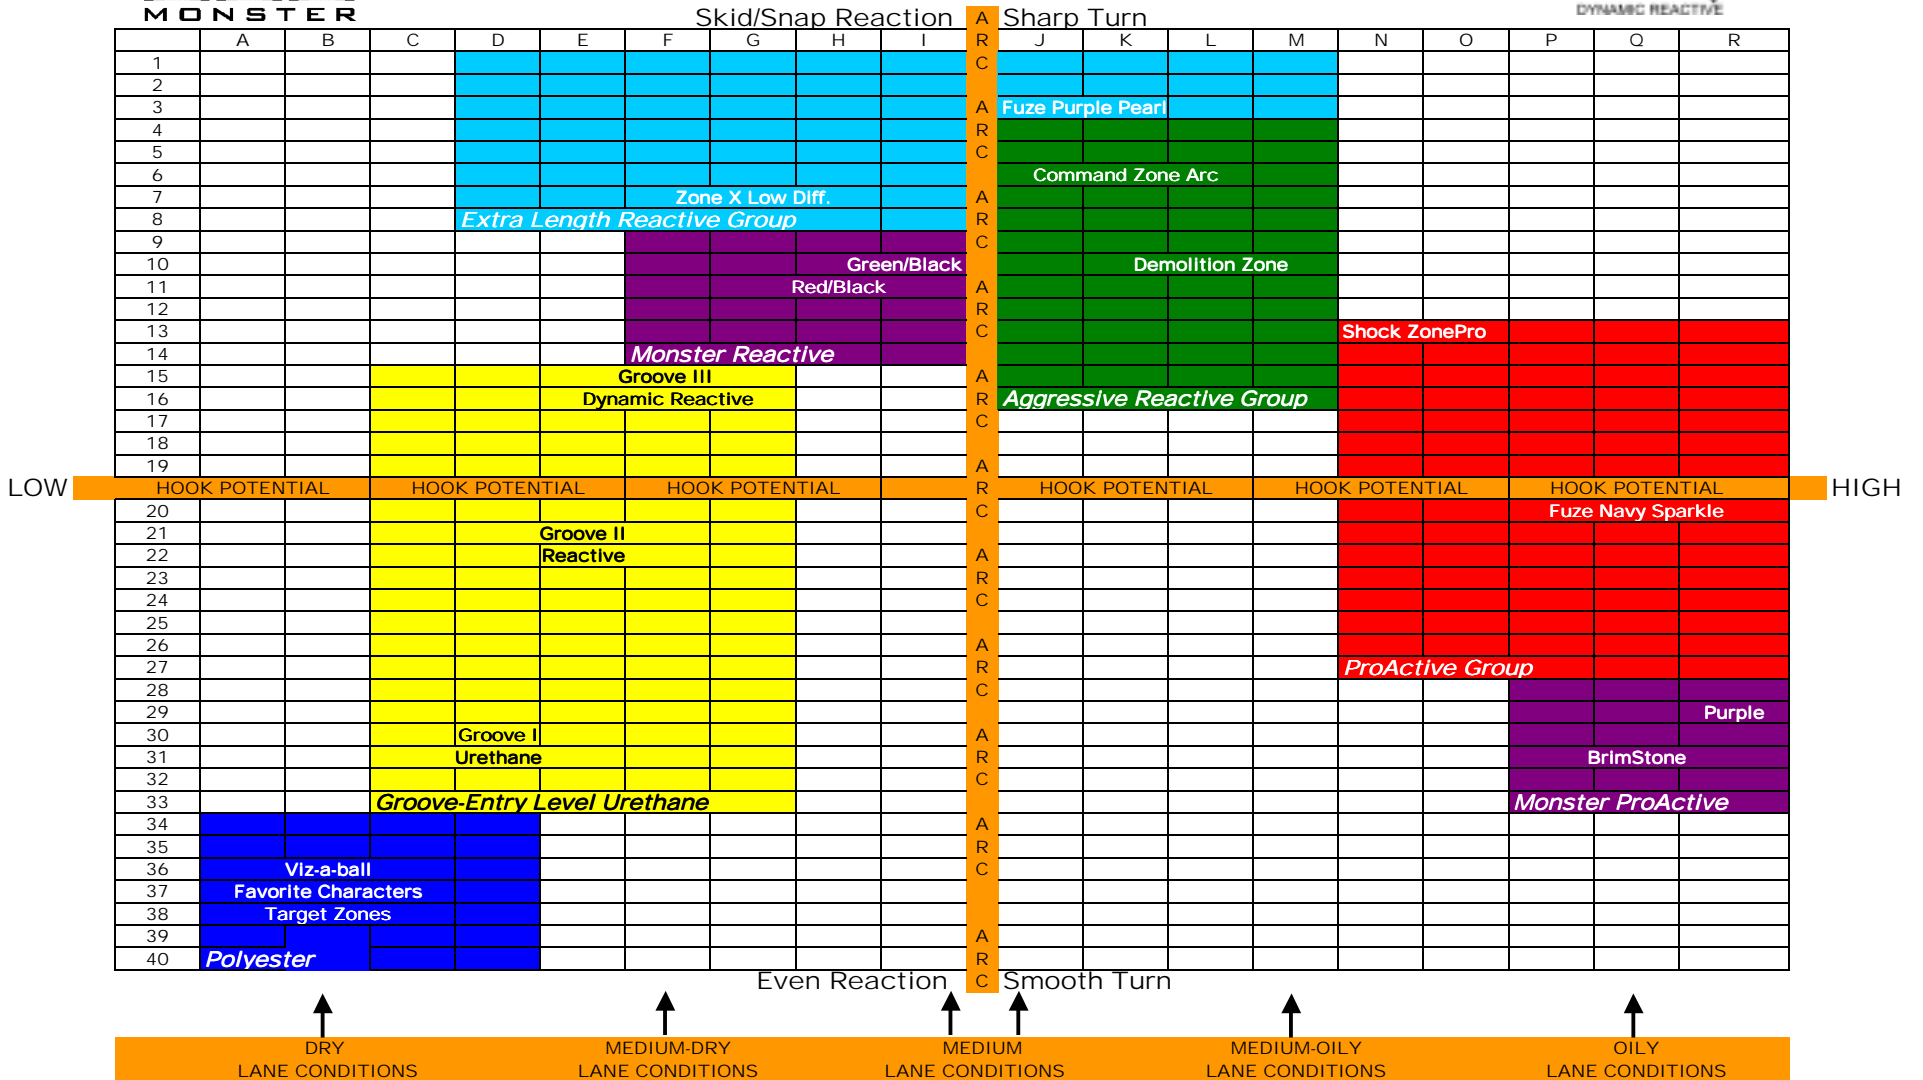 MONSTER
DYNAMIC REACTIVE
Skid/Snap Reaction A Sharp Turn
A B C D E F G H I R J K L M N O P Q R
1 C
2
3 A Fuze Purple Pearl
4 R
5 C
6 Command Zone Arc
7 Zone X Low Diff. A
8 Extra Length Reactive Group R
9 C
10 Green/Black Demolition Zone
11 Red/Black A
12 R
13 C Shock ZonePro
14 Monster Reactive
15 Groove III A
16 Dynamic Reactive R Aggressive Reactive Group
17 C
18
19 A
LOW HOOK POTENTIAL HOOK POTENTIAL HOOK POTENTIAL R HOOK POTENTIAL HOOK POTENTIAL HOOK POTENTIAL HIGH
20 C Fuze Navy Sparkle
21 Groove II
22 Reactive A
23 R
24 C
25
26 A
27 R ProActive Group
28 C
29 Purple
30 Groove I A
31 Urethane R BrimStone
32 C
33 Groove-Entry Level Urethane Monster ProActive
34 A
35 R
36 Viz-a-ball C
37 Favorite Characters
38 Target Zones
39 A
40 Polyester R
Even Reaction C Smooth Turn
DRY MEDIUM-DRY MEDIUM MEDIUM-OILY OILY
LANE CONDITIONS LANE CONDITIONS LANE CONDITIONS LANE CONDITIONS LANE CONDITIONS